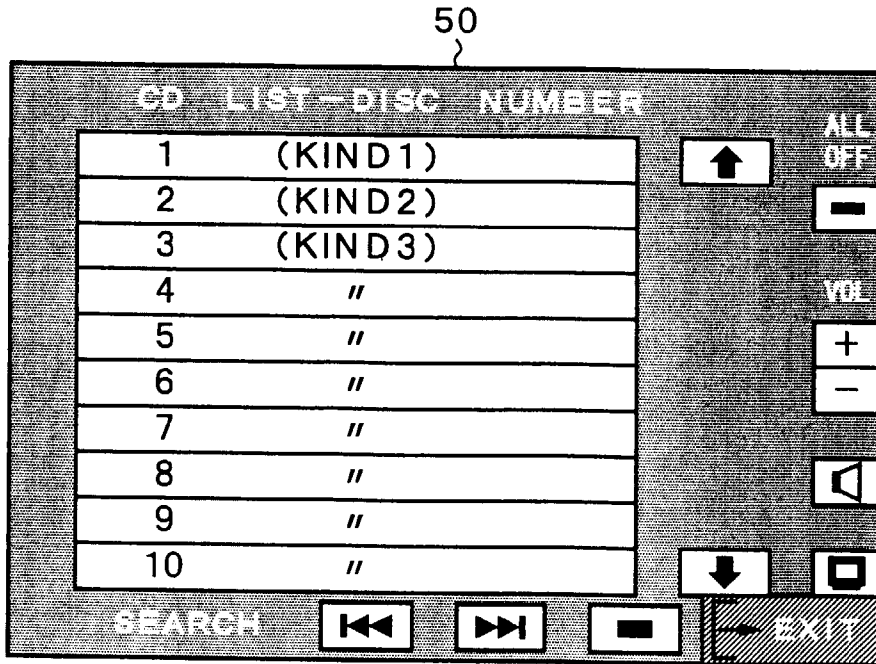 50
CD LIST-DISC NUMBER
ALL
OFF
1 (KIND1)
2 (KIND2)
3 (KIND3)
4 〃
VOL
5 〃
+
6 〃
−
7 〃
8 〃
9 〃
10 〃
SEARCH
EXIT